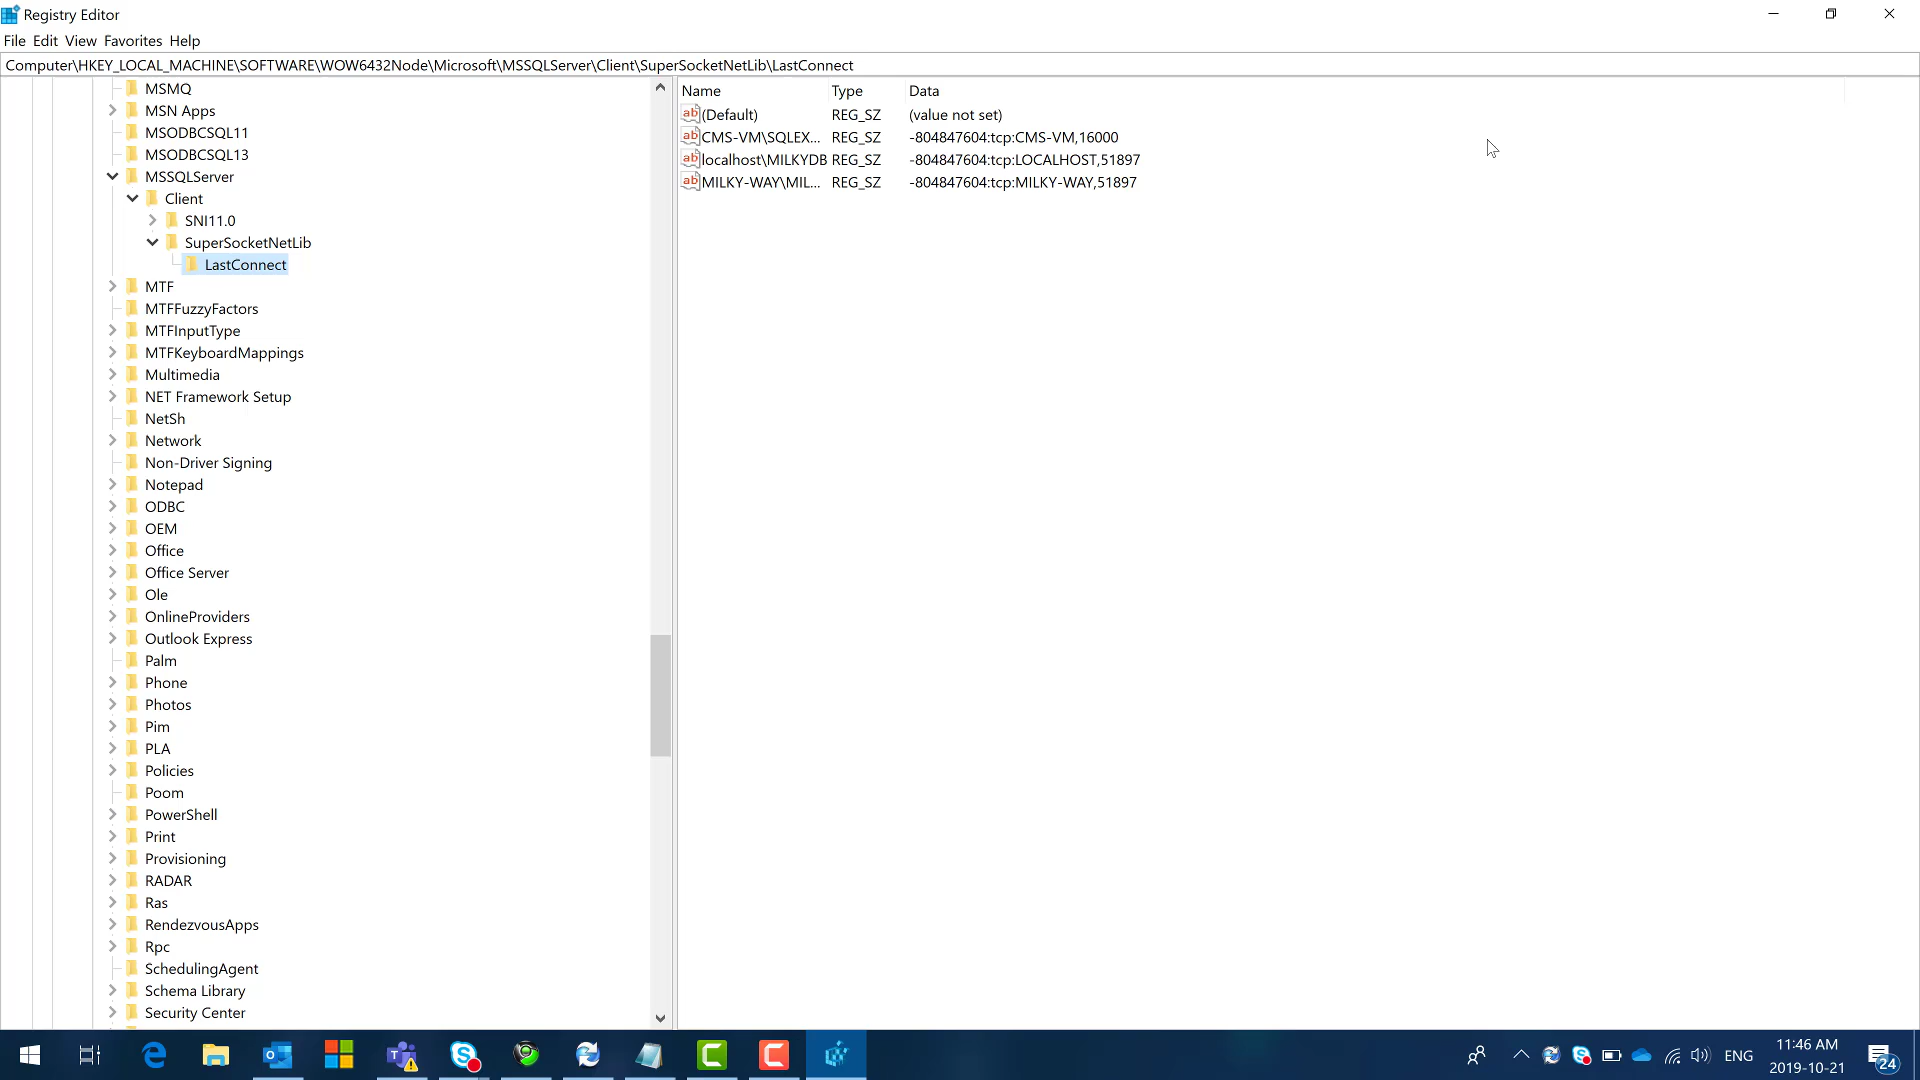 Registry Editor
File Edit View Favorites Help
Computer\HKEY_LOCAL_MACHINE\SOFTWARE\WOW6432Node\Microsoft\MSSQLServer\Client\SuperSocketNetLib\LastConnect
MSMQ
MSN Apps
MSODBCSQL11
MSODBCSQL13
MSSQLServer
Client
SNI11.0
SuperSocketNetLib
LastConnect
MTF
MTFFuzzyFactors
MTFInputType
MTFKeyboardMappings
Multimedia
NET Framework Setup
NetSh
Network
Non-Driver Signing
Notepad
ODBC
OEM
Office
Office Server
Ole
OnlineProviders
Outlook Express
Palm
Phone
Photos
Pim
PLA
Policies
Poom
PowerShell
Print
Provisioning
RADAR
Ras
RendezvousApps
Rpc
SchedulingAgent
Schema Library
Security Center
Name Type Data
(Default) REG_SZ (value not set)
CMS-VM\SQLEX... REG_SZ -804847604:tcp:CMS-VM,16000
localhost\MILKYDB REG_SZ -804847604:tcp:LOCALHOST,51897
MILKY-WAY\MIL... REG_SZ -804847604:tcp:MILKY-WAY,51897
ENG
11:46 AM
2019-10-21
24